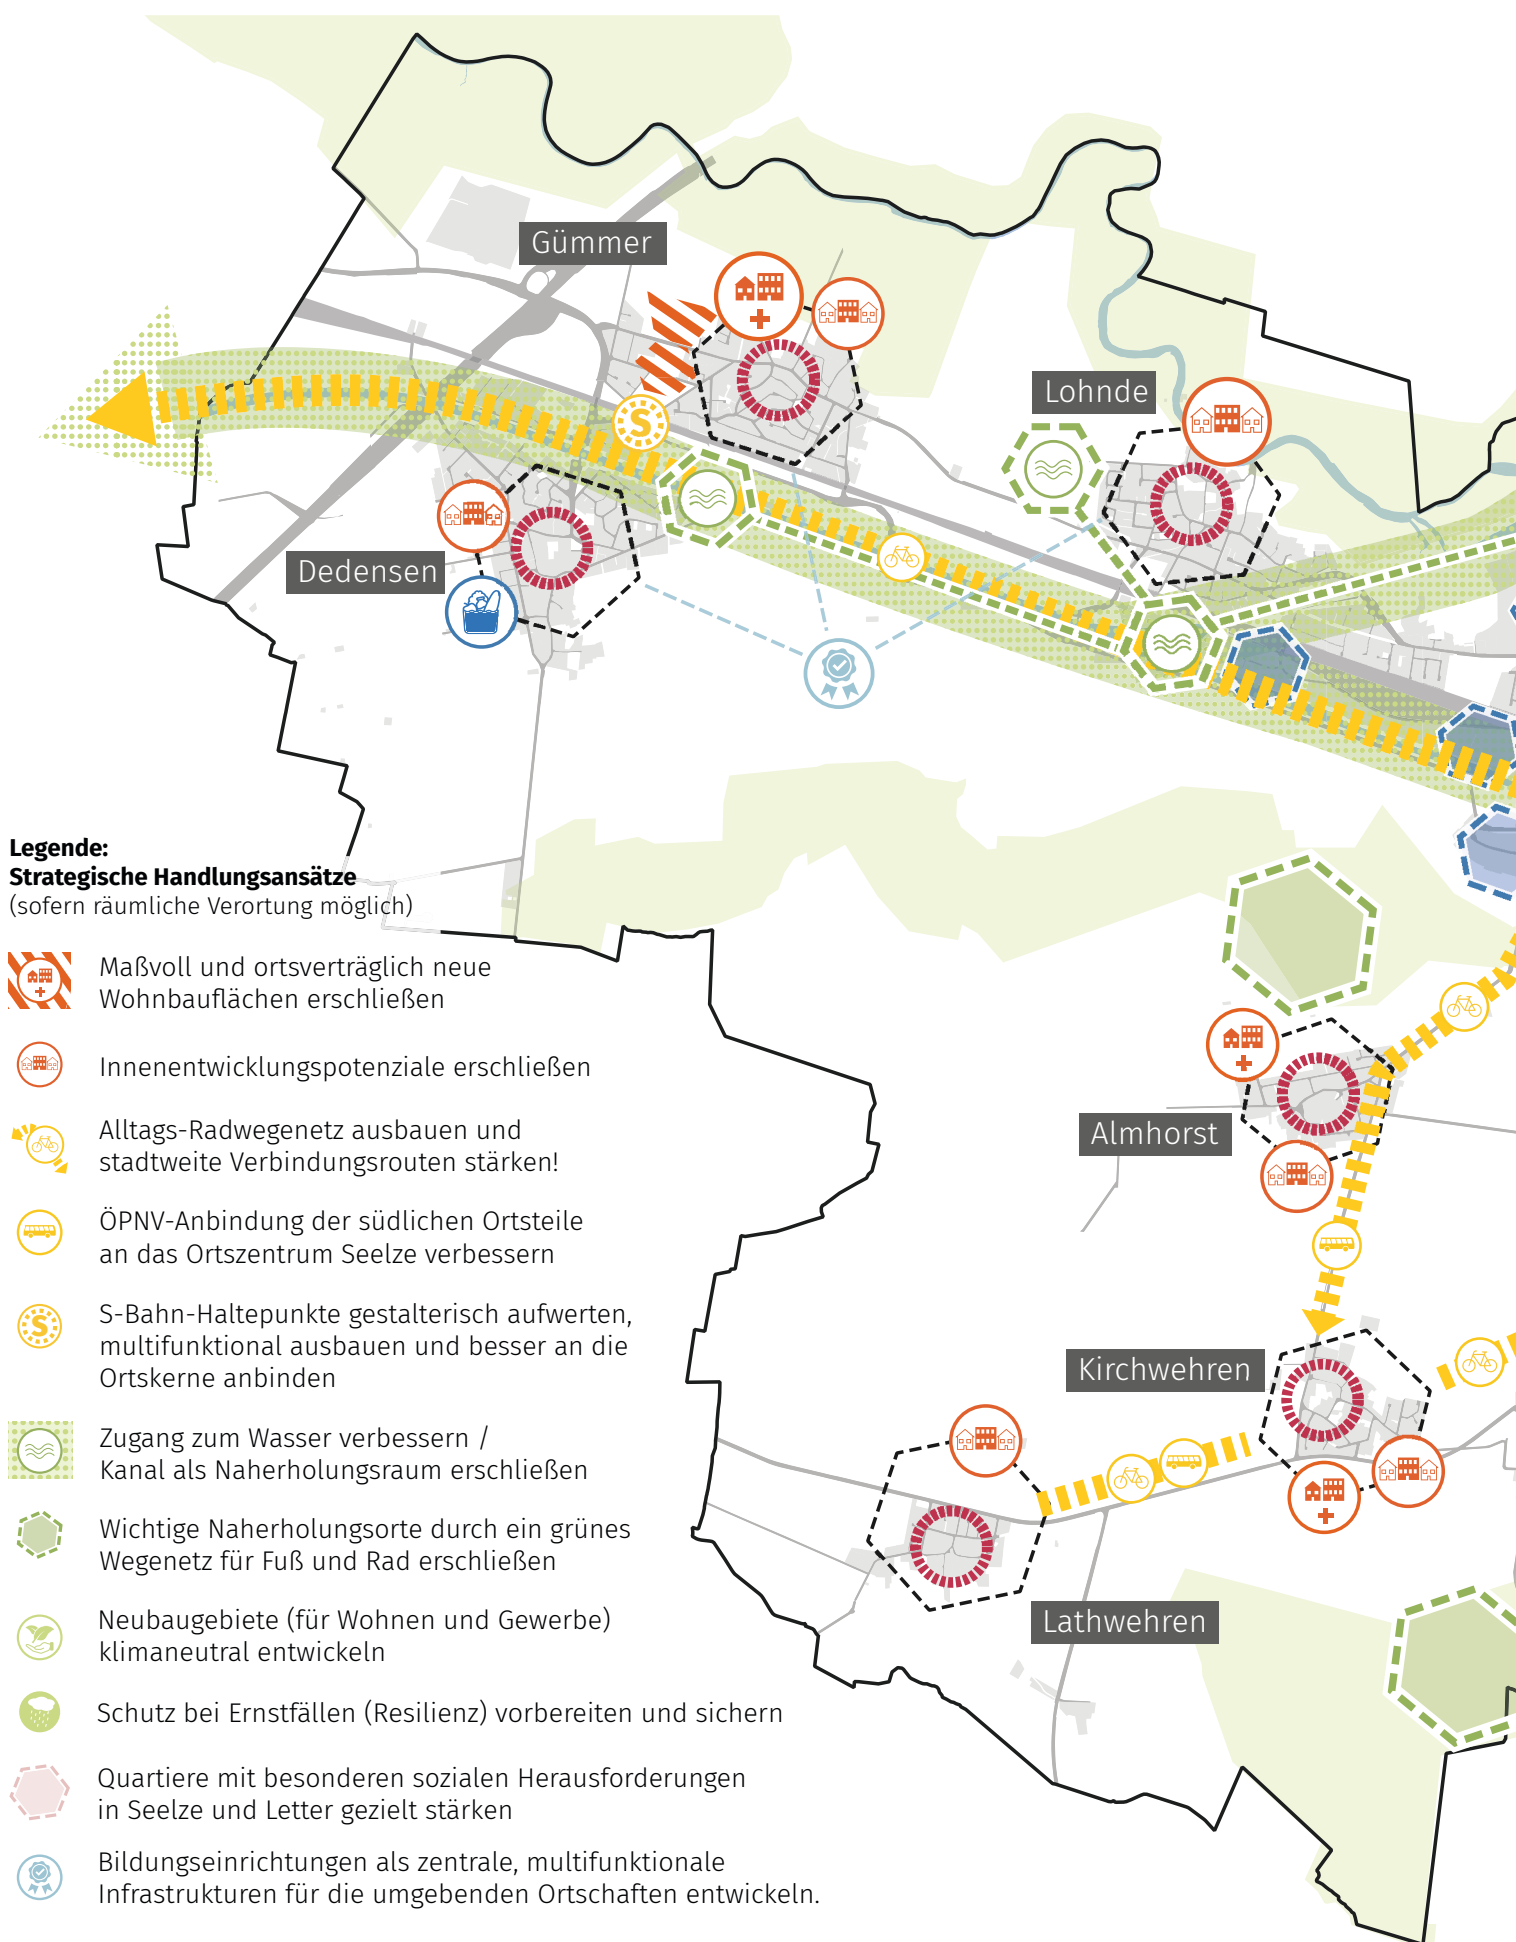 Gümmer
Lohnde
S
Dedensen
Legende:
Strategische Handlungsansätze
(sofern räumliche Verortung möglich)
Maßvoll und ortsverträglich neue
Wohnbauflächen erschließen
Innenentwicklungspotenziale erschließen
Alltags-Radwegenetz ausbauen und
stadtweite Verbindungsrouten stärken!
Almhorst
ÖPNV-Anbindung der südlichen Ortsteile
an das Ortszentrum Seelze verbessern
S
S-Bahn-Haltepunkte gestalterisch aufwerten,
multifunktional ausbauen und besser an die
Ortskerne anbinden
Kirchwehren
Zugang zum Wasser verbessern /
Kanal als Naherholungsraum erschließen
Wichtige Naherholungsorte durch ein grünes
Wegenetz für Fuß und Rad erschließen
Lathwehren
Neubaugebiete (für Wohnen und Gewerbe)
klimaneutral entwickeln
Schutz bei Ernstfällen (Resilienz) vorbereiten und sichern
Quartiere mit besonderen sozialen Herausforderungen
in Seelze und Letter gezielt stärken
Bildungseinrichtungen als zentrale, multifunktionale
Infrastrukturen für die umgebenden Ortschaften entwickeln.